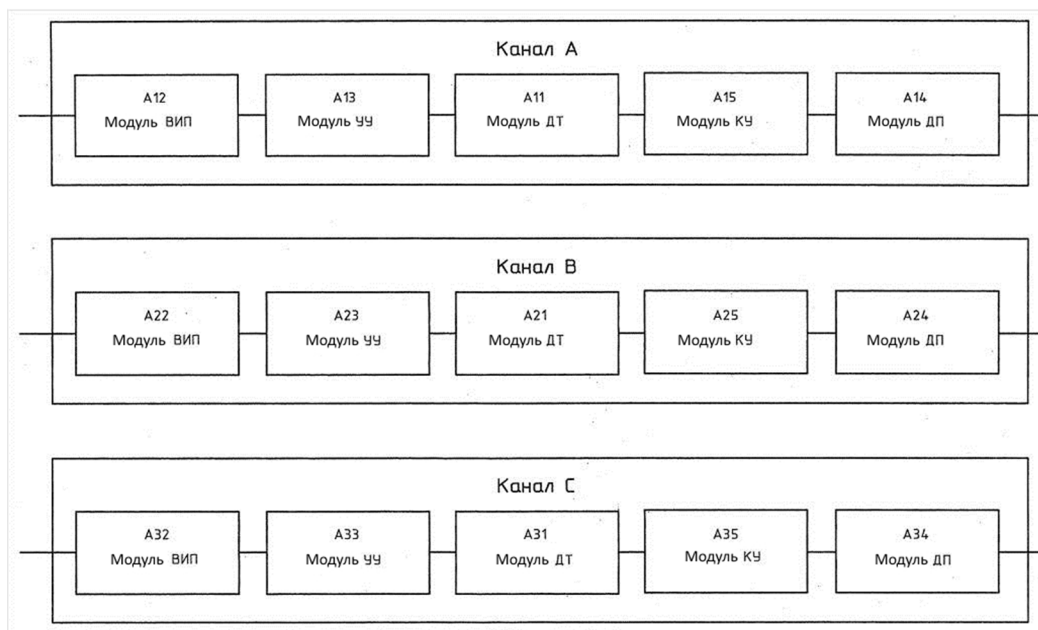 Канал А
А12
Модуль ВИП
А13
Модуль УУ
А11
Модуль ДТ
А15
Модуль КУ
А14
Модуль ДП
Канал В
А22
Модуль ВИП
А23
Модуль УУ
А21
Модуль ДТ
А25
Модуль КУ
А24
Модуль ДП
Канал С
А32
Модуль ВИП
А33
Модуль УУ
А31
Модуль ДТ
А35
Модуль КУ
А34
Модуль ДП